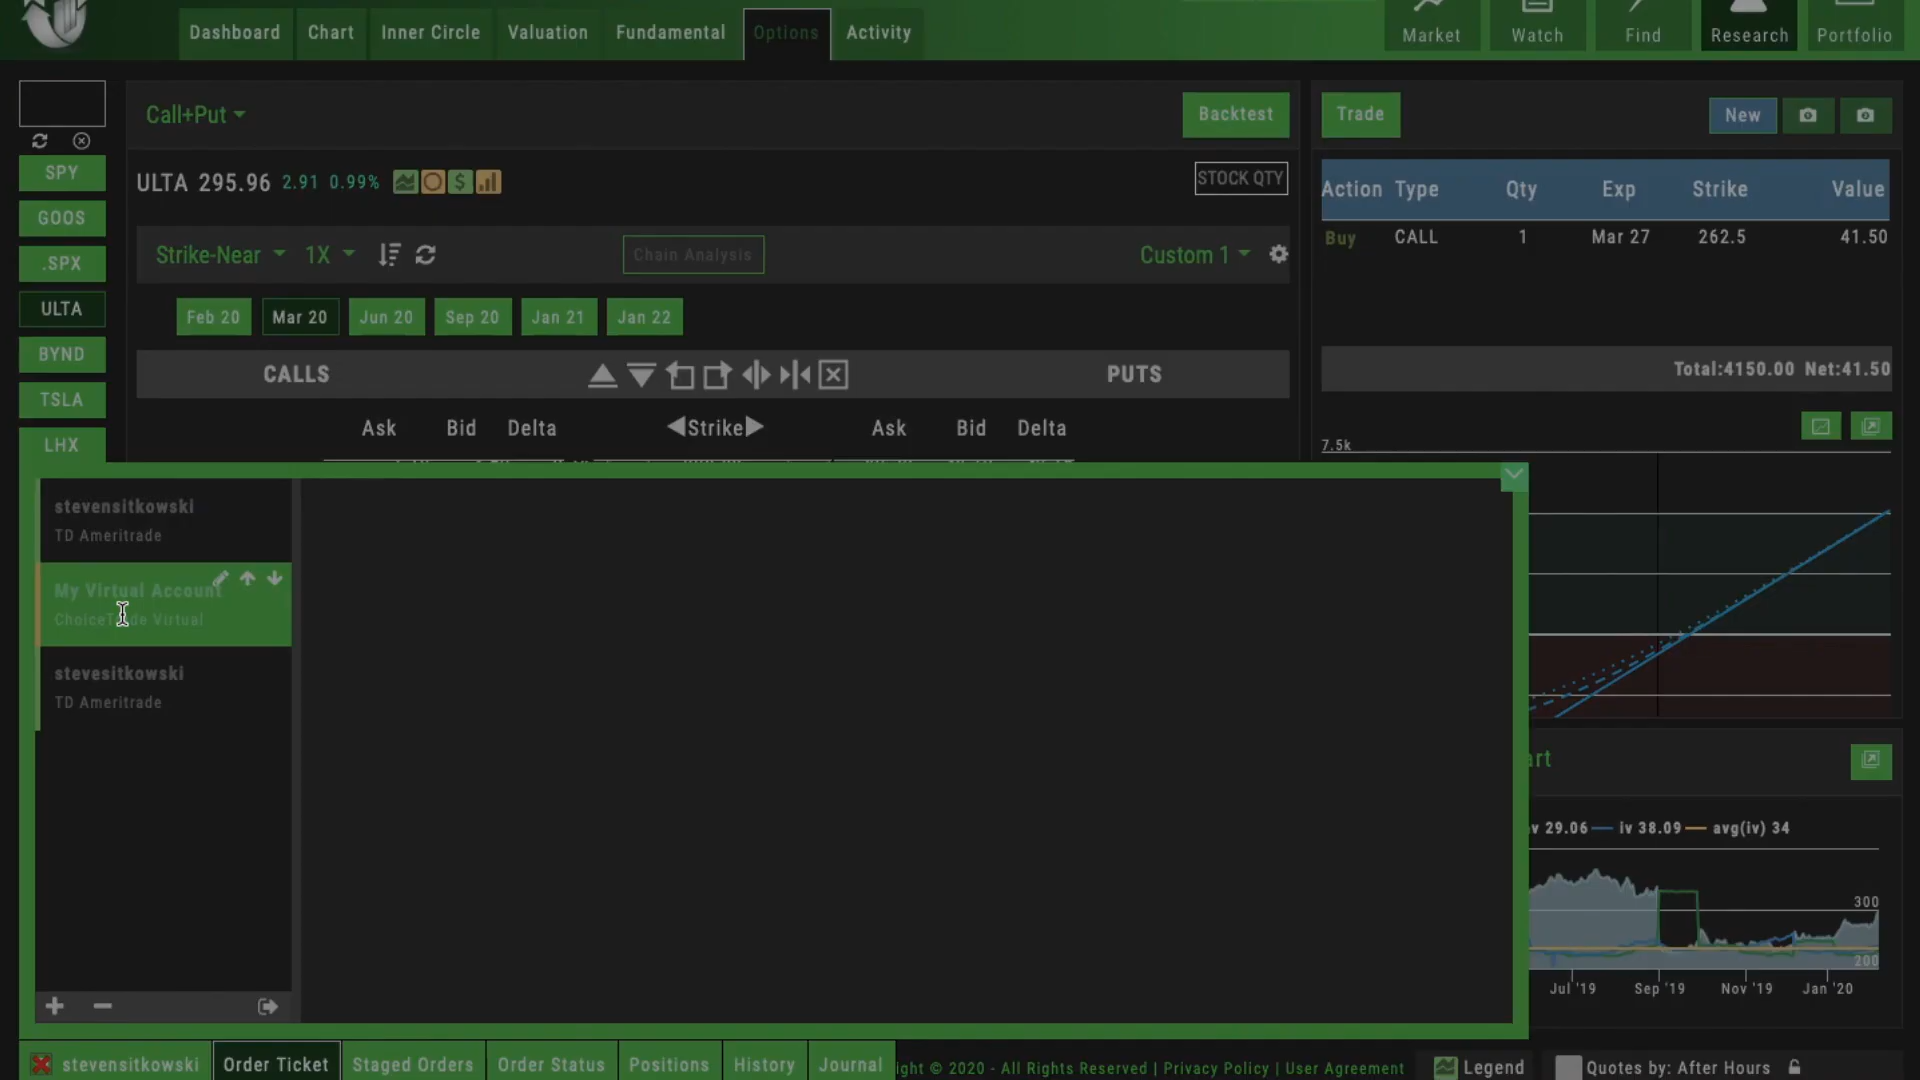 Dashboard Chart Inner Circle Valuation Fundamental Options Activity
Market Watch Find Research Portfolio
Call+Put Backtest Trade New
SPY
ULTA 295.96 2.91 0.99% $ STOCK QTY
Action Type Qty Exp Strike Value
GOOS
Buy CALL 1 Mar 27 262.5 41.50
.SPX
Strike-Near 1X Chain Analysis Custom 1
ULTA
Feb 20 Mar 20 Jun 20 Sep 20 Jan 21 Jan 22
BYND
CALLS PUTS
Total:4150.00 Net:41.50
TSLA
Ask Bid Delta Strike Ask Bid Delta
LHX
7.5k
stevensitkowski
TD Ameritrade
My Virtual Account
ChoiceTrade Virtual
stevesitkowski
TD Ameritrade
art
v 29.06 iv 38.09 avg(iv) 34
300
200
Jul '19 Sep '19 Nov '19 Jan '20
stevensitkowski Order Ticket Staged Orders Order Status Positions History Journal
ight © 2020 - All Rights Reserved | Privacy Policy | User Agreement
Legend Quotes by: After Hours